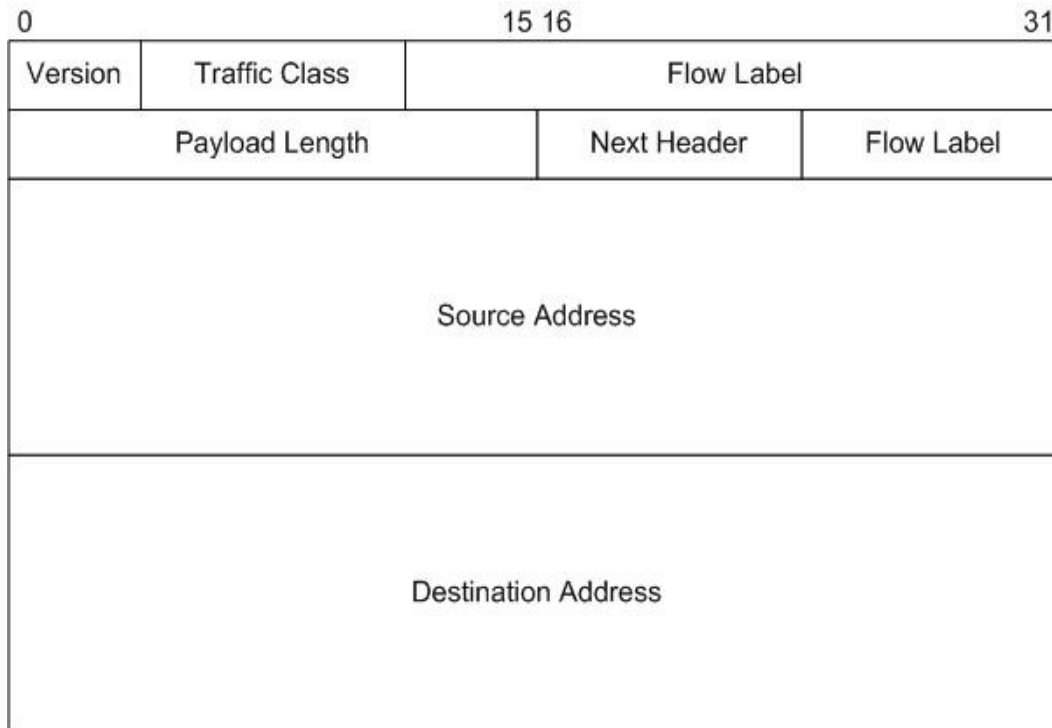 0 15 16 31
Version Traffic Class Flow Label
Payload Length Next Header Flow Label
Source Address
Destination Address